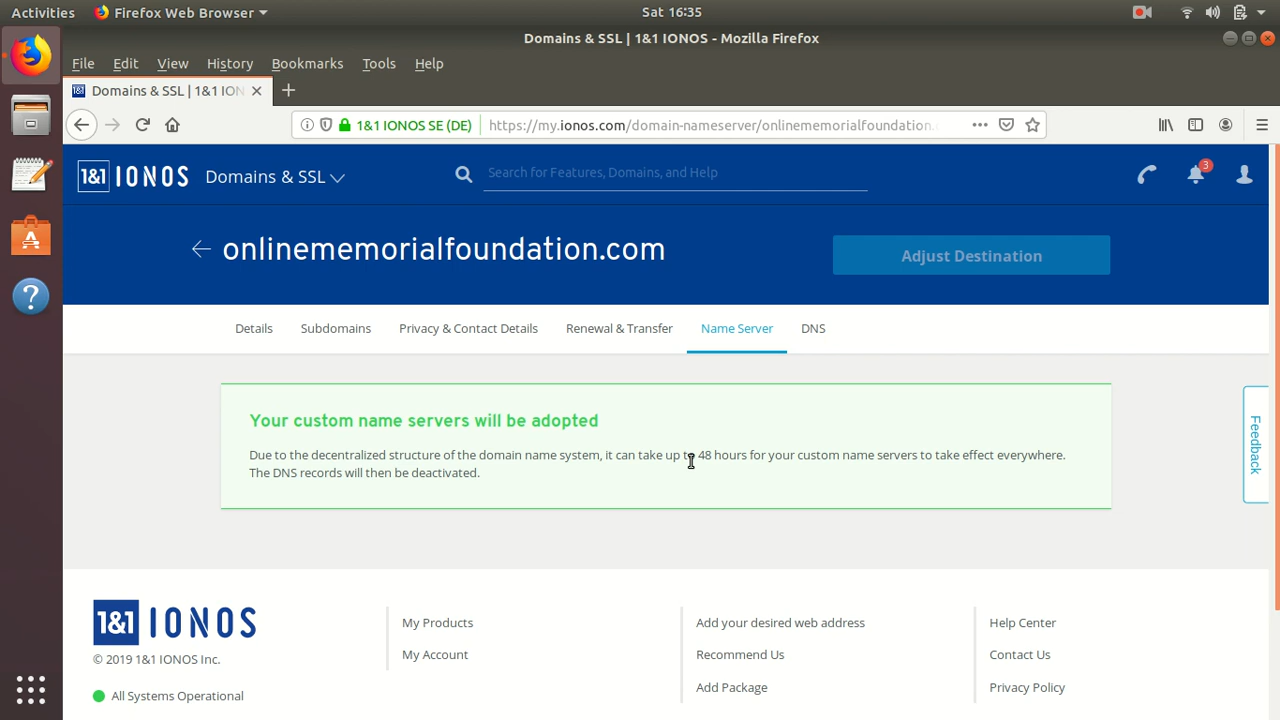 Activities Firefox Web Browser Sat 16:35
Domains & SSL | 1&1 IONOS - Mozilla Firefox
File Edit View History Bookmarks Tools Help
Domains & SSL | 1&1 ION
1&1 IONOS SE (DE) https://my.ionos.com/domain-nameserver/onlinememorialfoundation.
1&1 IONOS Domains & SSL Search for Features, Domains, and Help 3
onlinememorialfoundation.com Adjust Destination
Details Subdomains Privacy & Contact Details Renewal & Transfer Name Server DNS
Your custom name servers will be adopted
Due to the decentralized structure of the domain name system, it can take up to 48 hours for your custom name servers to take effect everywhere.
The DNS records will then be deactivated.
Feedback
1&1 IONOS
© 2019 1&1 IONOS Inc.
All Systems Operational
My Products
My Account
Add your desired web address
Recommend Us
Add Package
Help Center
Contact Us
Privacy Policy